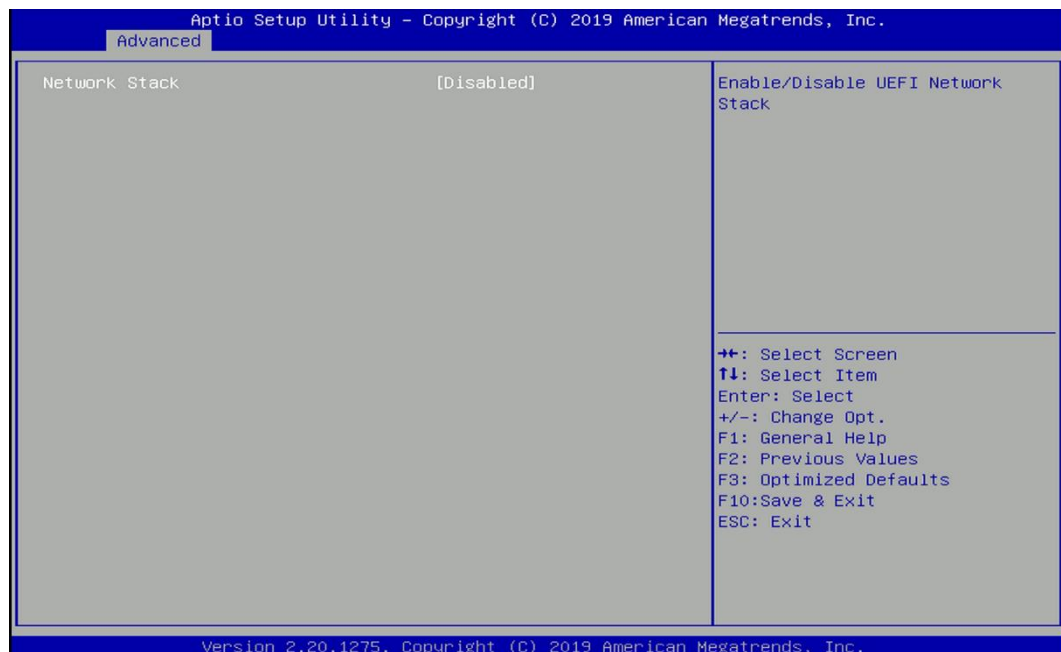 Aptio Setup Utility – Copyright (C) 2019 American Megatrends, Inc.
Advanced
Network Stack [Disabled]
Enable/Disable UEFI Network
Stack
→←: Select Screen
↑↓: Select Item
Enter: Select
+/-: Change Opt.
F1: General Help
F2: Previous Values
F3: Optimized Defaults
F10:Save & Exit
ESC: Exit
Version 2.20.1275. Copyright (C) 2019 American Megatrends, Inc.